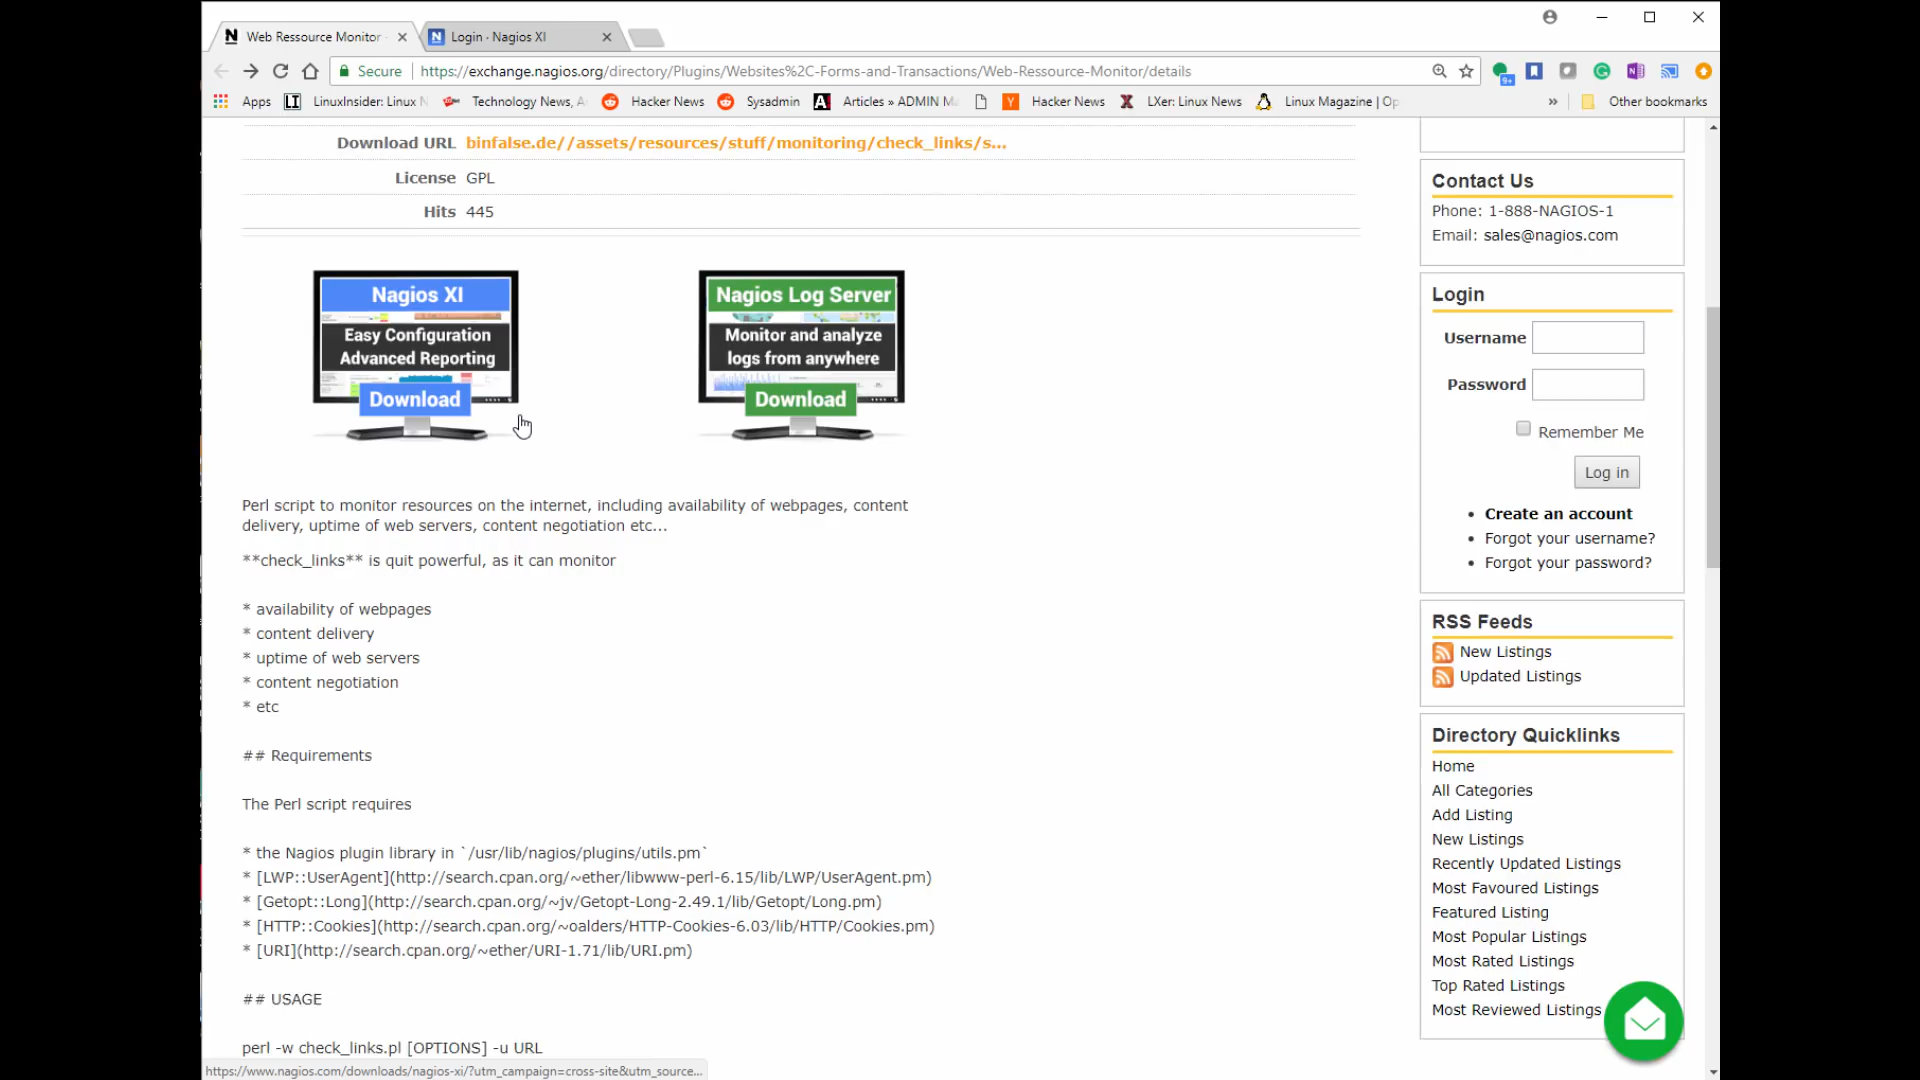 Web Ressource Monitor
Login · Nagios XI
Secure
https://exchange.nagios.org/directory/Plugins/Websites%2C-Forms-and-Transactions/Web-Ressource-Monitor/details
9+
Apps
LinuxInsider: Linux N
Technology News, A
Hacker News
Sysadmin
Articles » ADMIN Ma
Hacker News
LXer: Linux News
Linux Magazine | Op
»
Other bookmarks
Download URL binfalse.de//assets/resources/stuff/monitoring/check_links/s...
License GPL
Hits 445
Nagios XI
Easy Configuration
Advanced Reporting
Download
Nagios Log Server
Monitor and analyze
logs from anywhere
Download
Perl script to monitor resources on the internet, including availability of webpages, content
delivery, uptime of web servers, content negotiation etc...
**check_links** is quit powerful, as it can monitor
* availability of webpages
* content delivery
* uptime of web servers
* content negotiation
* etc
## Requirements
The Perl script requires
* the Nagios plugin library in `/usr/lib/nagios/plugins/utils.pm`
* [LWP::UserAgent](http://search.cpan.org/~ether/libwww-perl-6.15/lib/LWP/UserAgent.pm)
* [Getopt::Long](http://search.cpan.org/~jv/Getopt-Long-2.49.1/lib/Getopt/Long.pm)
* [HTTP::Cookies](http://search.cpan.org/~oalders/HTTP-Cookies-6.03/lib/HTTP/Cookies.pm)
* [URI](http://search.cpan.org/~ether/URI-1.71/lib/URI.pm)
## USAGE
perl -w check_links.pl [OPTIONS] -u URL
https://www.nagios.com/downloads/nagios-xi/?utm_campaign=cross-site&utm_source...
Contact Us
Phone: 1-888-NAGIOS-1
Email: sales@nagios.com
Login
Username
Password
Remember Me
Log in
• Create an account
• Forgot your username?
• Forgot your password?
RSS Feeds
New Listings
Updated Listings
Directory Quicklinks
Home
All Categories
Add Listing
New Listings
Recently Updated Listings
Most Favoured Listings
Featured Listing
Most Popular Listings
Most Rated Listings
Top Rated Listings
Most Reviewed Listings